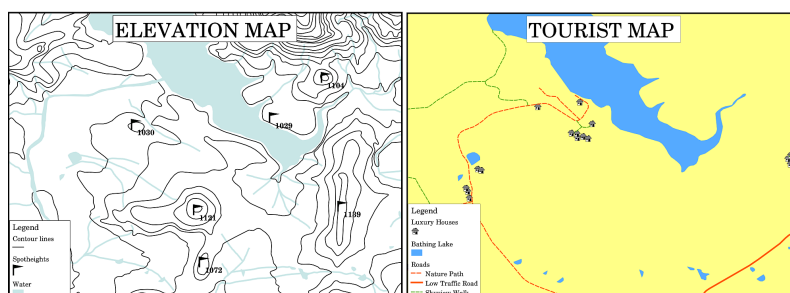 ELEVATION MAP
1104
1029
1030
1121
1139
1072
Legend
Contour lines
Spotheights
Water
TOURIST MAP
Legend
Luxury Houses
Bathing Lake
Roads
Nature Path
Low Traffic Road